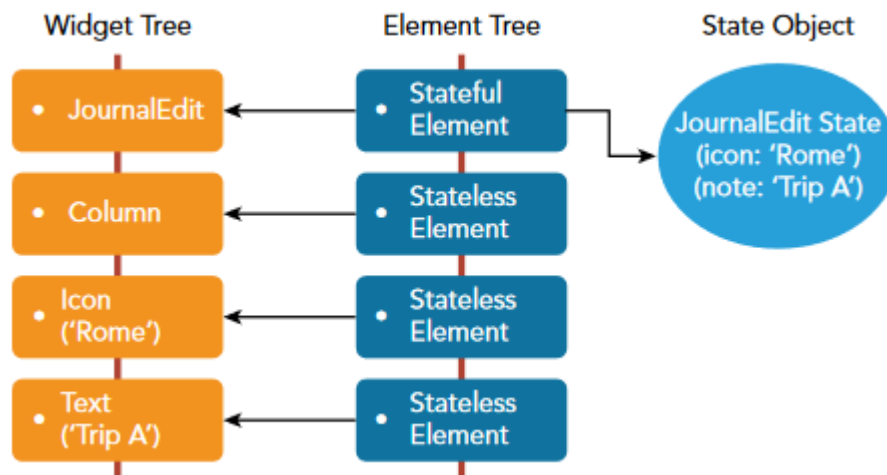 Widget Tree
Element Tree
State Object
• JournalEdit
• Stateful
Element
JournalEdit State
(icon: ‘Rome’)
(note: ‘Trip A’)
• Column
• Stateless
Element
• Icon
(‘Rome’)
• Stateless
Element
• Text
(‘Trip A’)
• Stateless
Element